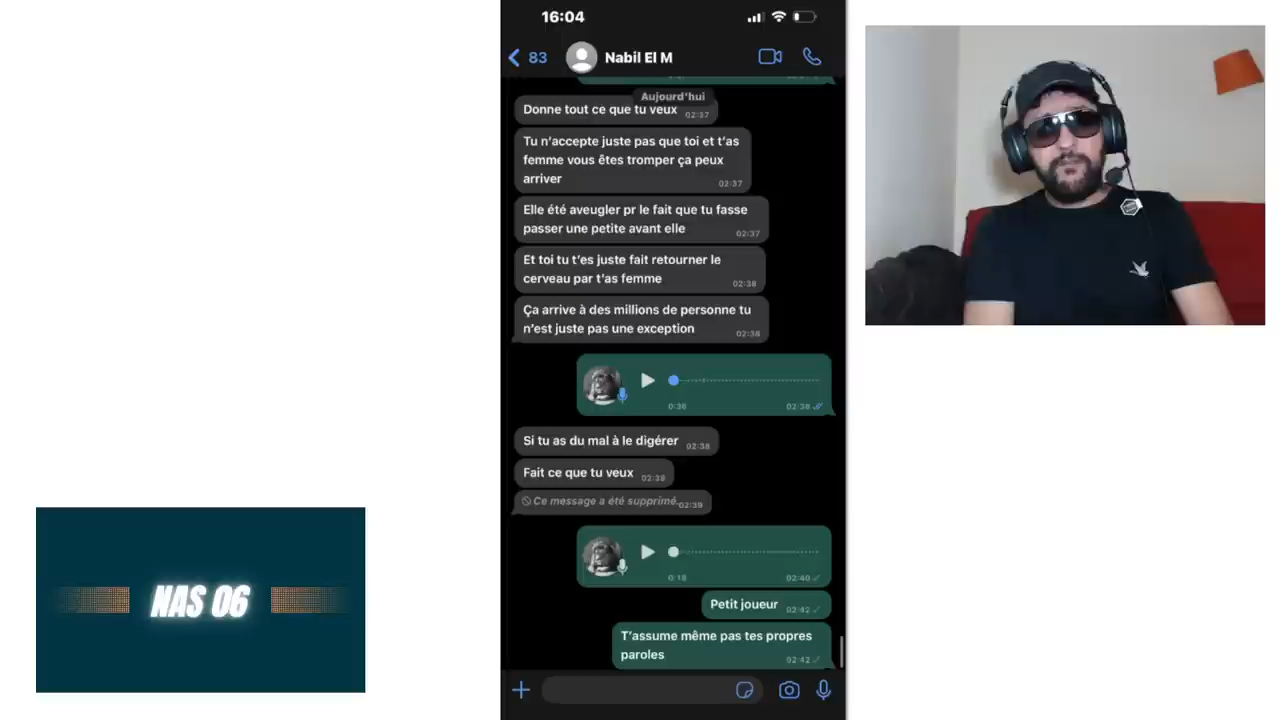 16:04
83
Nabil El M
Aujourd'hui
Donne tout ce que tu veux 02:37
Tu n'accepte juste pas que toi et t'as
femme vous êtes tromper ça peux
arriver 02:37
Elle été aveugler pr le fait que tu fasse
passer une petite avant elle 02:37
Et toi tu t'es juste fait retourner le
cerveau par t'as femme 02:38
Ça arrive à des millions de personne tu
n'est juste pas une exception 02:38
0:36 02:38
Si tu as du mal à le digérer 02:38
Fait ce que tu veux 02:38
Ce message a été supprimé. 02:39
0:18 02:40
Petit joueur 02:42
T'assume même pas tes propres
paroles 02:42
NAS 06